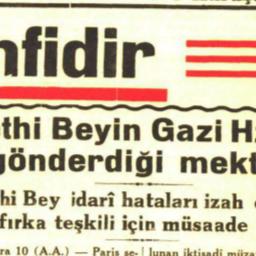 nfidir
thi Beyin Gazi H
gönderdiği mekt
hi Bey idarî hataları izah
fırka teşkili için müsaade
ra 10 (A.A.) — Paris se- | lunan iktisadî müza